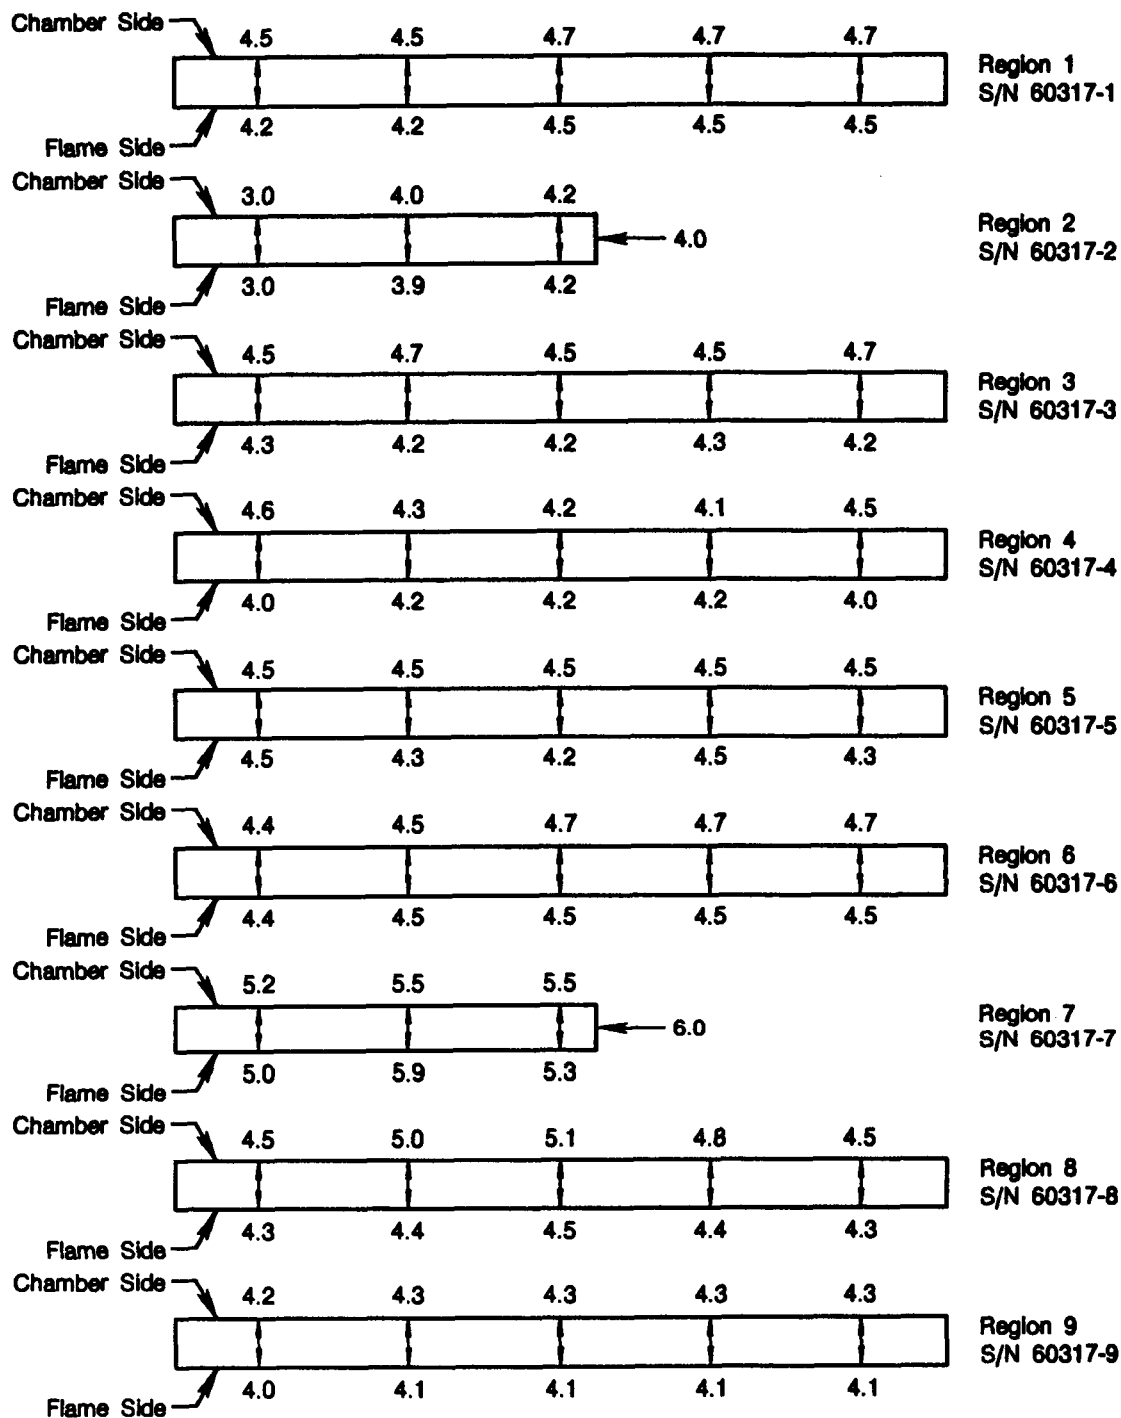 Chamber Side
4.5 4.5 4.7 4.7 4.7
Region 1
S/N 60317-1
4.2 4.2 4.5 4.5 4.5
Flame Side
Chamber Side
3.0 4.0 4.2
4.0
Region 2
S/N 60317-2
3.0 3.9 4.2
Flame Side
Chamber Side
4.5 4.7 4.5 4.5 4.7
Region 3
S/N 60317-3
4.3 4.2 4.2 4.3 4.2
Flame Side
Chamber Side
4.6 4.3 4.2 4.1 4.5
Region 4
S/N 60317-4
4.0 4.2 4.2 4.2 4.0
Flame Side
Chamber Side
4.5 4.5 4.5 4.5 4.5
Region 5
S/N 60317-5
4.5 4.3 4.2 4.5 4.3
Flame Side
Chamber Side
4.4 4.5 4.7 4.7 4.7
Region 6
S/N 60317-6
4.4 4.5 4.5 4.5 4.5
Flame Side
Chamber Side
5.2 5.5 5.5
6.0
Region 7
S/N 60317-7
5.0 5.9 5.3
Flame Side
Chamber Side
4.5 5.0 5.1 4.8 4.5
Region 8
S/N 60317-8
4.3 4.4 4.5 4.4 4.3
Flame Side
Chamber Side
4.2 4.3 4.3 4.3 4.3
Region 9
S/N 60317-9
4.0 4.1 4.1 4.1 4.1
Flame Side